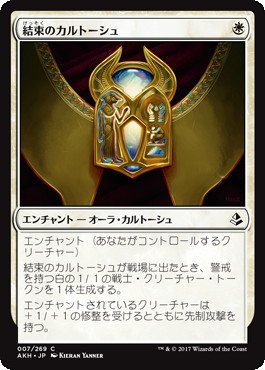 けっそく
結束のカルトーシュ
エンチャント — オーラ・カルトーシュ
エンチャント（あなたがコントロールするク
リーチャー）
結束のカルトーシュが戦場に出たとき、警戒
を持つ白の１/１の戦士・クリーチャー・トー
クンを１体生成する。
エンチャントされているクリーチャーは
＋１/＋１の修整を受けるとともに先制攻撃を
持つ。
007/269 C
AKH • JP KIERAN YANNER
™ & © 2017 Wizards of the Coast